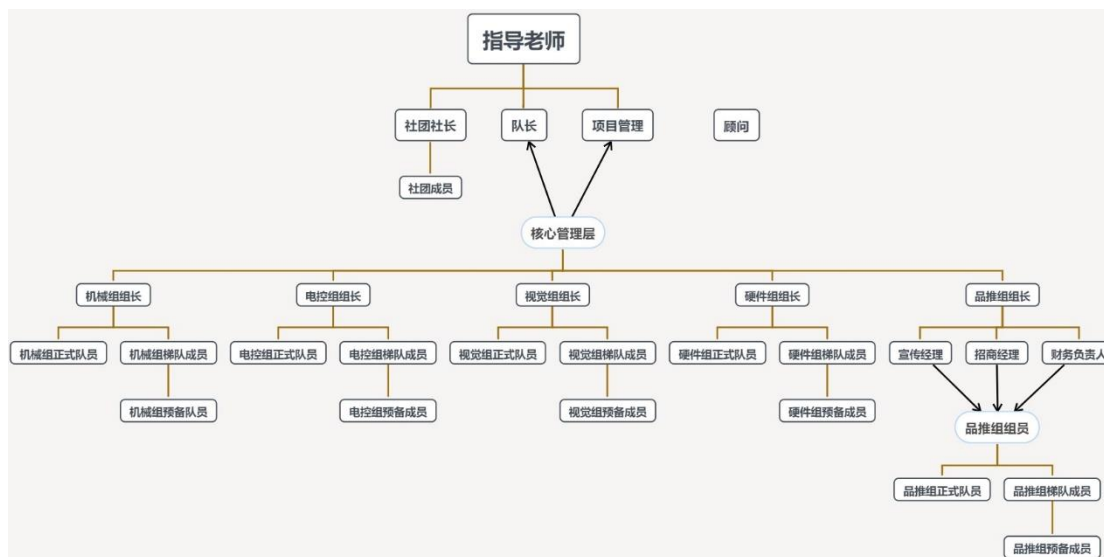 指导老师
社团社长
队长
项目管理
顾问
社团成员
核心管理层
机械组组长
电控组组长
视觉组组长
硬件组组长
品推组组长
机械组正式队员
机械组梯队成员
电控组正式队员
电控组梯队成员
视觉组正式队员
视觉组梯队成员
硬件组正式队员
硬件组梯队成员
宣传经理
招商经理
财务负责人
机械组预备队员
电控组预备成员
视觉组预备成员
硬件组预备成员
品推组组员
品推组正式队员
品推组梯队成员
品推组预备成员